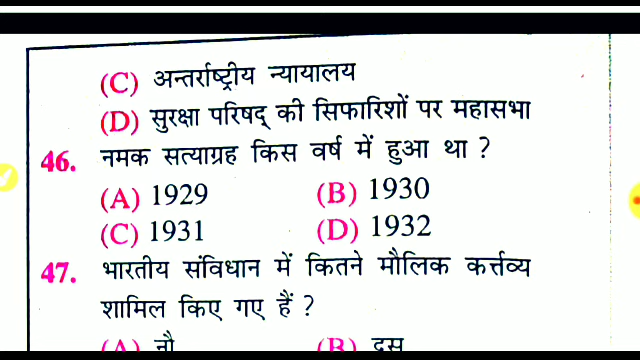 (C) अन्तर्राष्ट्रीय न्यायालय
(D) सुरक्षा परिषद् की सिफारिशों पर महासभा
46. नमक सत्याग्रह किस वर्ष में हुआ था ?
(A) 1929 (B) 1930
(C) 1931 (D) 1932
47. भारतीय संविधान में कितने मौलिक कर्त्तव्य
शामिल किए गए हैं ?
(A) नौ (B) दस